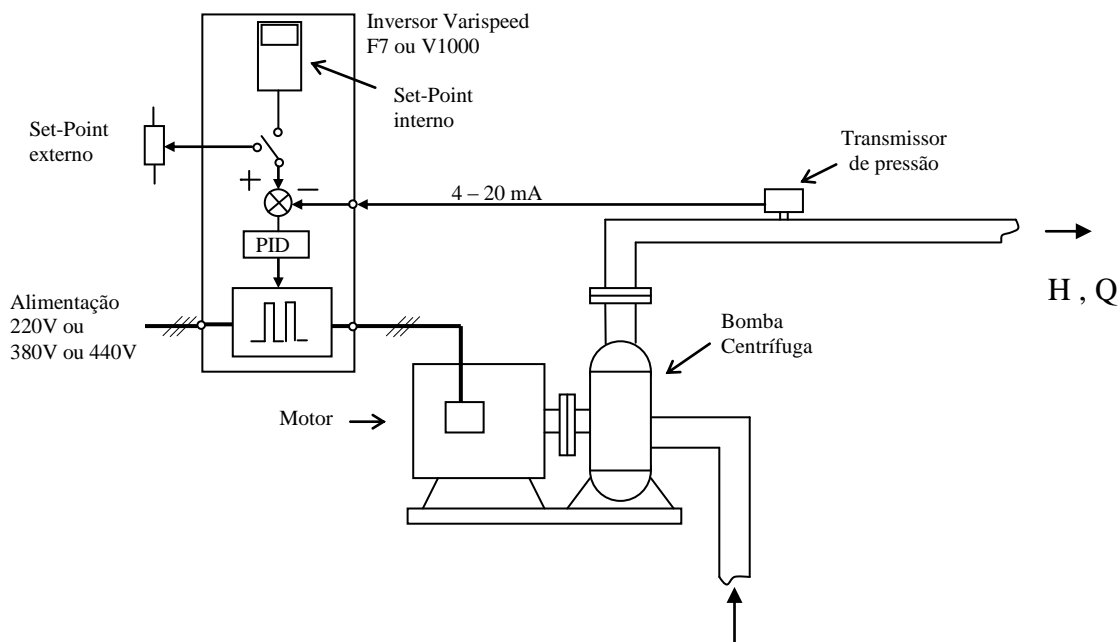 Inversor Varispeed
F7 ou V1000
Set-Point
interno
Set-Point
externo
Transmissor
de pressão
+
–
4 – 20 mA
PID
H , Q
Alimentação
220V ou
380V ou 440V
Bomba
Centrífuga
Motor